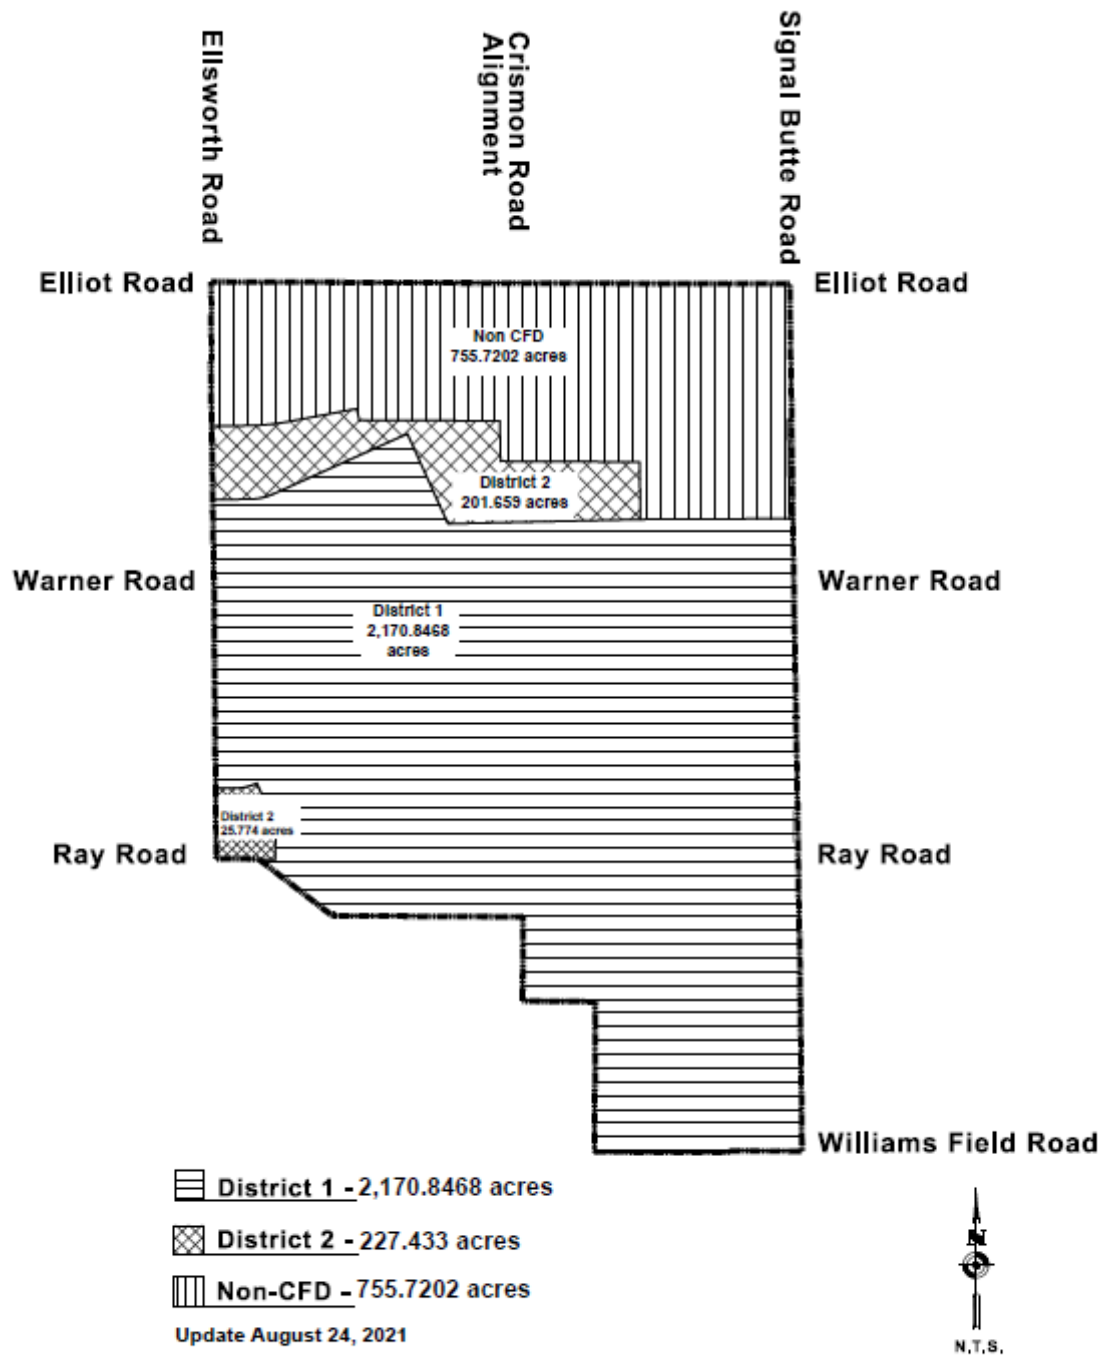 Ellsworth Road
Crismon Road
Alignment
Signal Butte Road
Elliot Road
Elliot Road
Non CFD
755.7202 acres
District 2
201.659 acres
Warner Road
Warner Road
District 1
2,170.8468
acres
District 2
25.774 acres
Ray Road
Ray Road
Williams Field Road
District 1 - 2,170.8468 acres
District 2 - 227.433 acres
Non-CFD - 755.7202 acres
Update August 24, 2021
N
N.T.S.